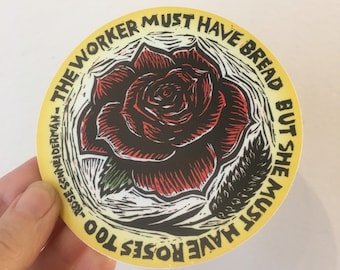 THE WORKER MUST HAVE BREAD BUT SHE MUST HAVE ROSES TOO -ROSE SCHNEIDERMAN-